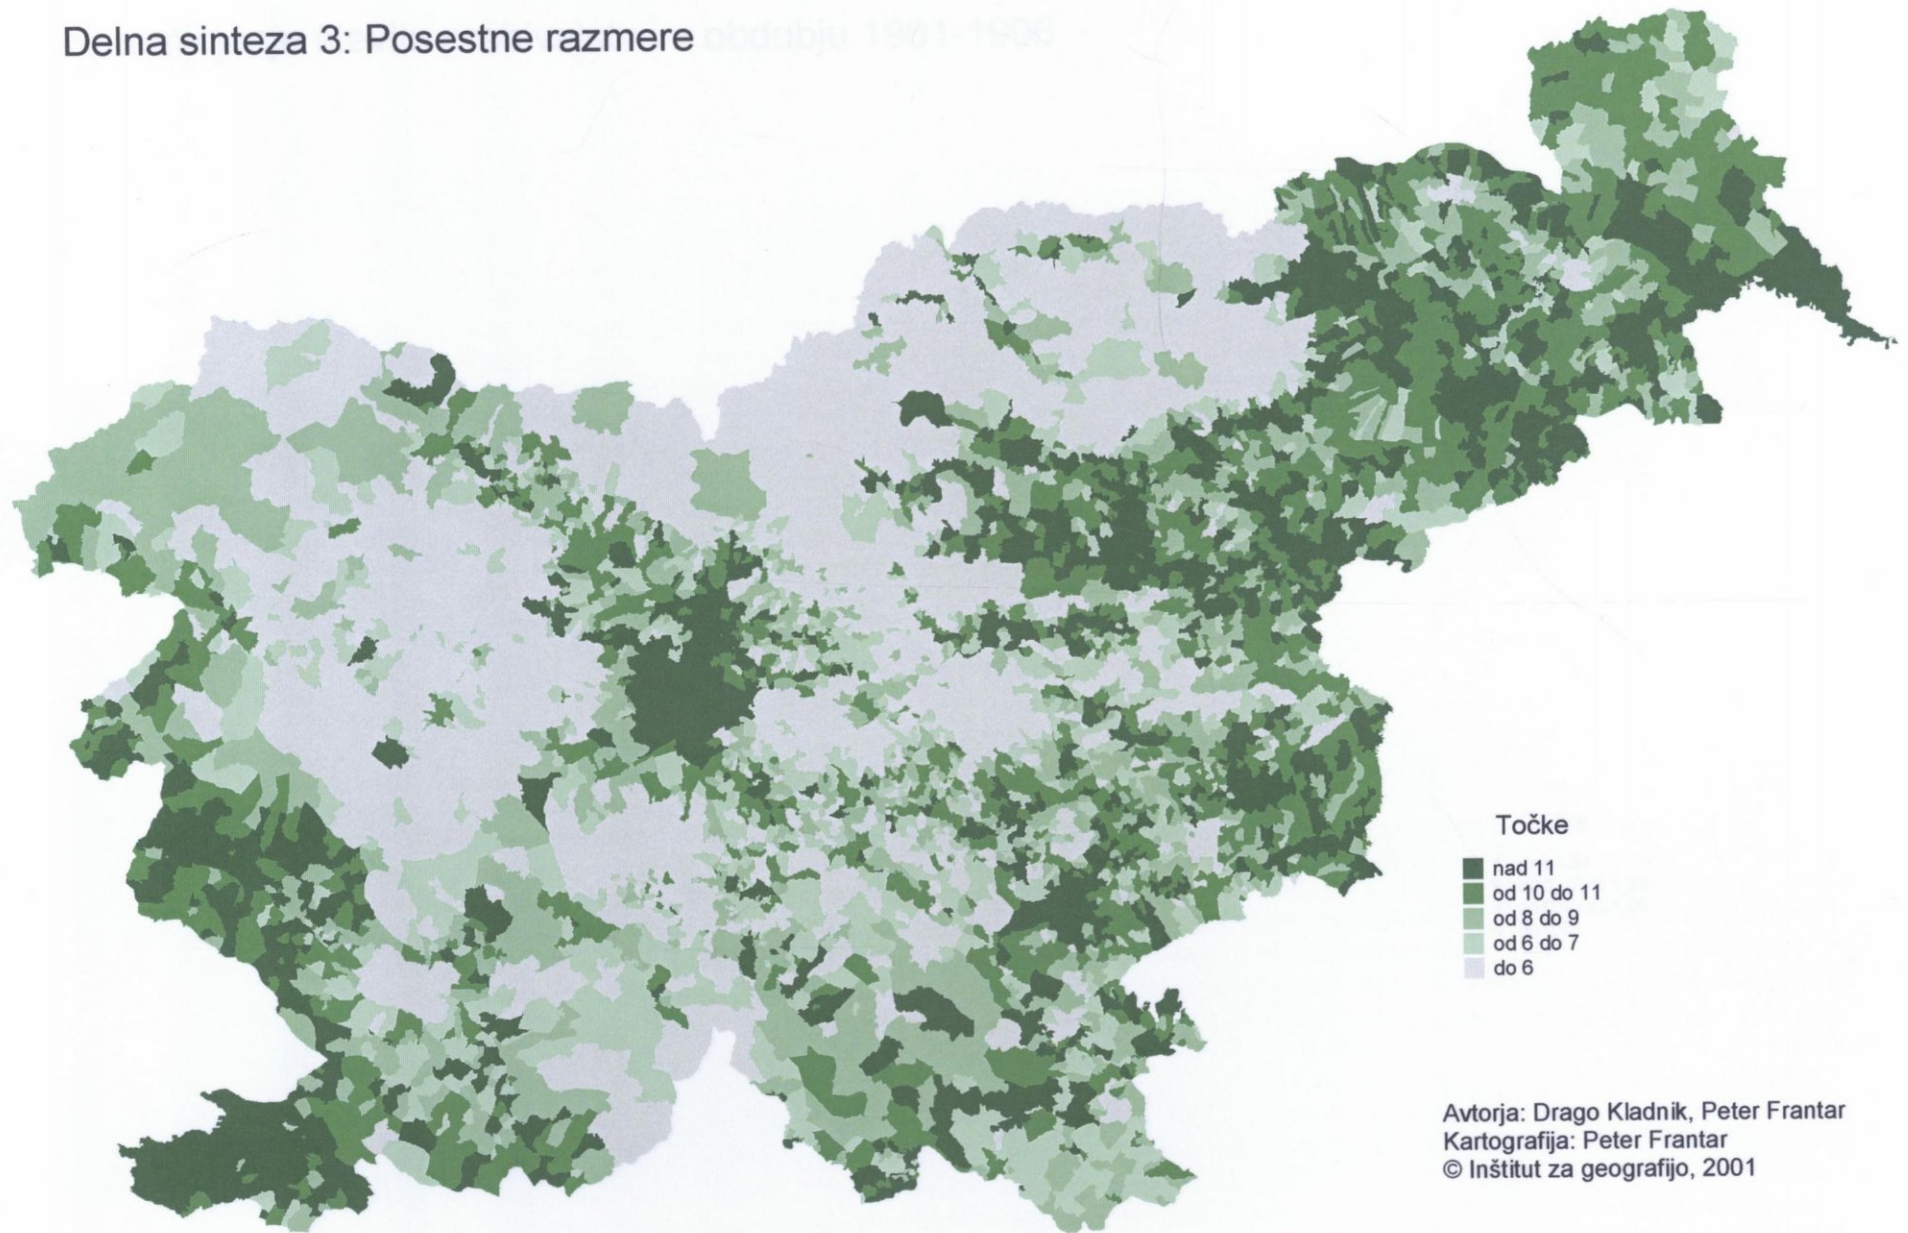 Delna sinteza 3: Posestne razmere
Točke
nad 11
od 10 do 11
od 8 do 9
od 6 do 7
do 6
Avtorja: Drago Kladnik, Peter Frantar
Kartografija: Peter Frantar
© Inštitut za geografijo, 2001